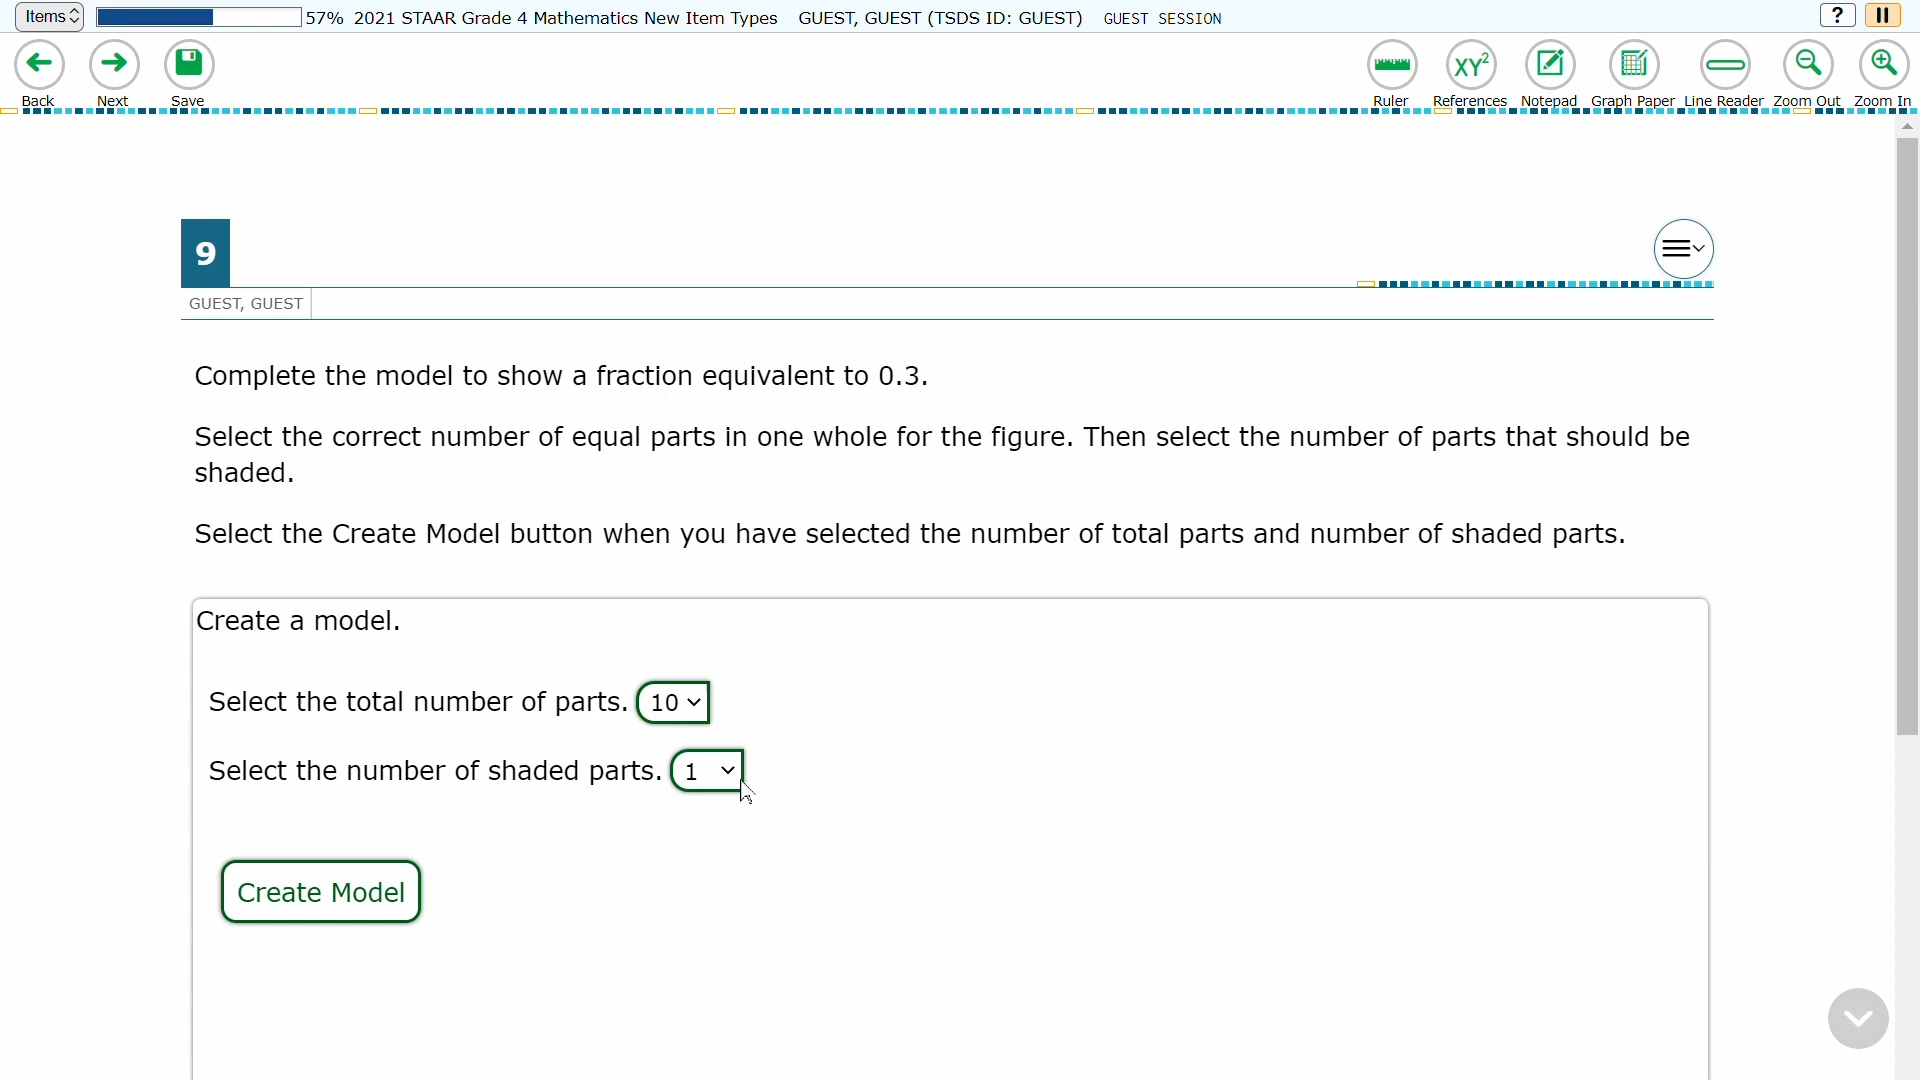 Items 57% 2021 STAAR Grade 4 Mathematics New Item Types GUEST, GUEST (TSDS ID: GUEST) GUEST SESSION ?
Back Next Save XY² Ruler References Notepad Graph Paper Line Reader Zoom Out Zoom In
9
GUEST, GUEST
Complete the model to show a fraction equivalent to 0.3.
Select the correct number of equal parts in one whole for the figure. Then select the number of parts that should be
shaded.
Select the Create Model button when you have selected the number of total parts and number of shaded parts.
Create a model.
Select the total number of parts. 10
Select the number of shaded parts. 1
Create Model